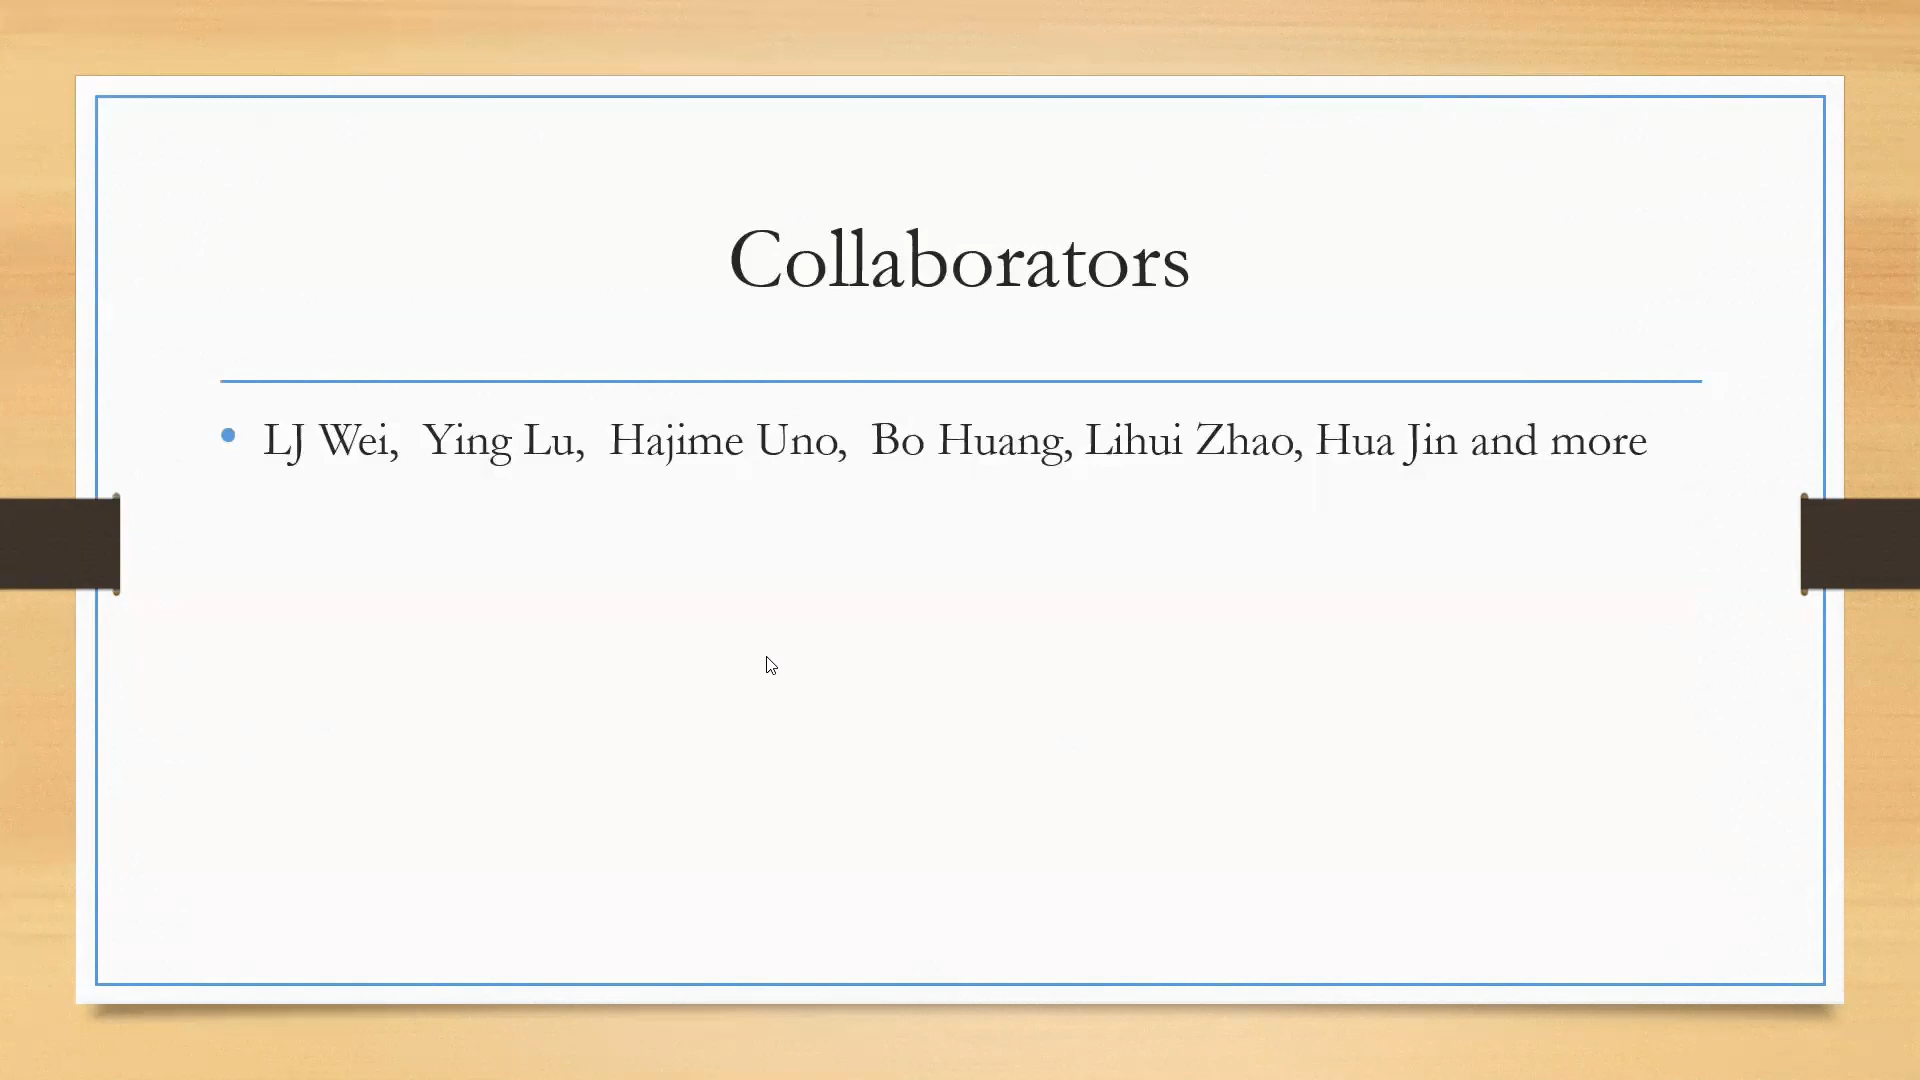 Collaborators
• LJ Wei, Ying Lu, Hajime Uno, Bo Huang, Lihui Zhao, Hua Jin and more